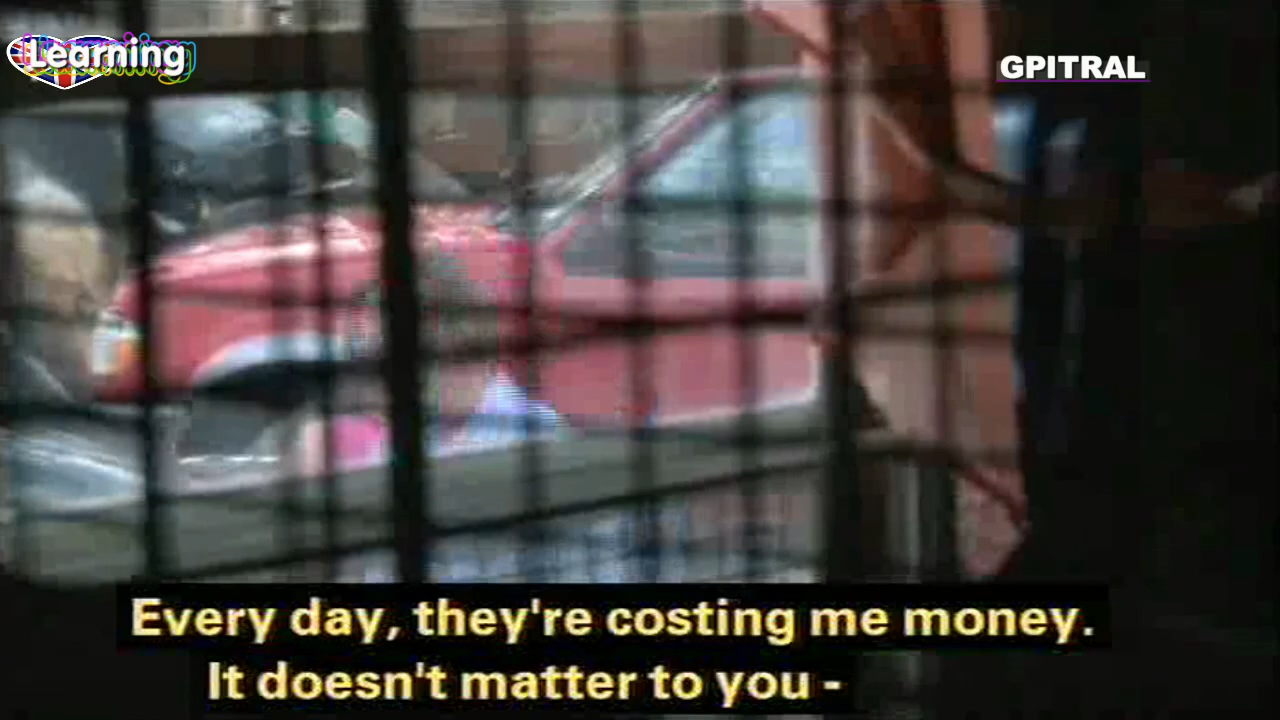 Learning
GPITRAL
Every day, they're costing me money.
It doesn't matter to you -